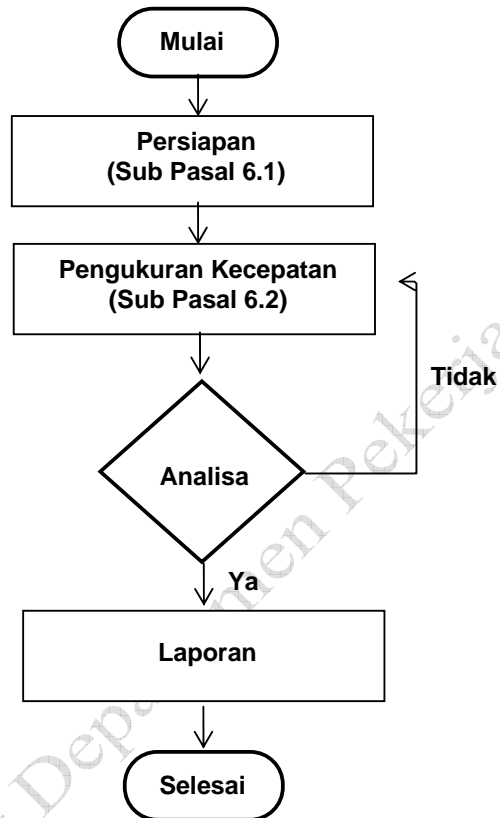 Mulai
Persiapan
(Sub Pasal 6.1)
Pengukuran Kecepatan
(Sub Pasal 6.2)
Tidak
Analisa
Ya
Laporan
Selesai